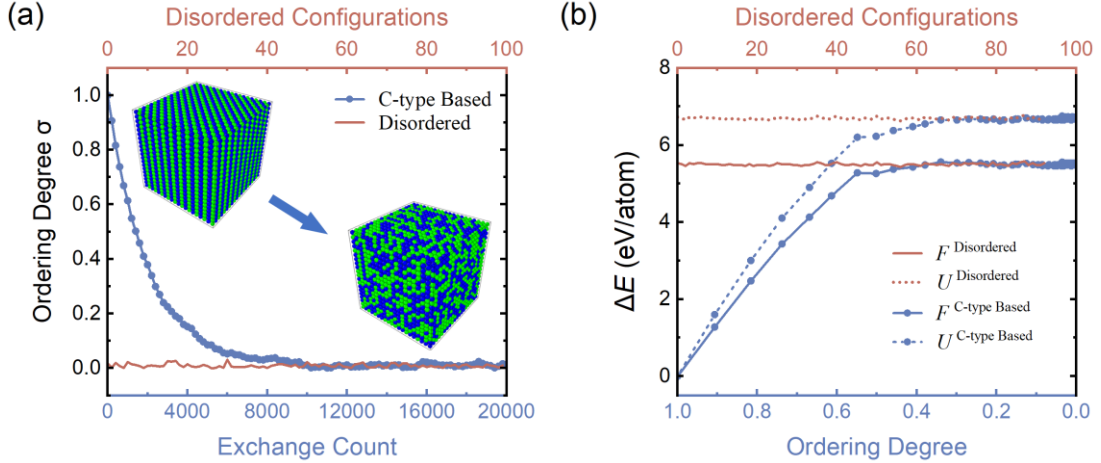 (a)
Disordered Configurations
0 20 40 60 80 100
1.0
0.8
0.6
0.4
0.2
0.0
Ordering Degree σ
C-type Based
Disordered
0 4000 8000 12000 16000 20000
Exchange Count
(b)
Disordered Configurations
0 20 40 60 80 100
8
6
4
2
0
ΔE (eV/atom)
F Disordered
U Disordered
F C-type Based
U C-type Based
1.0 0.8 0.6 0.4 0.2 0.0
Ordering Degree